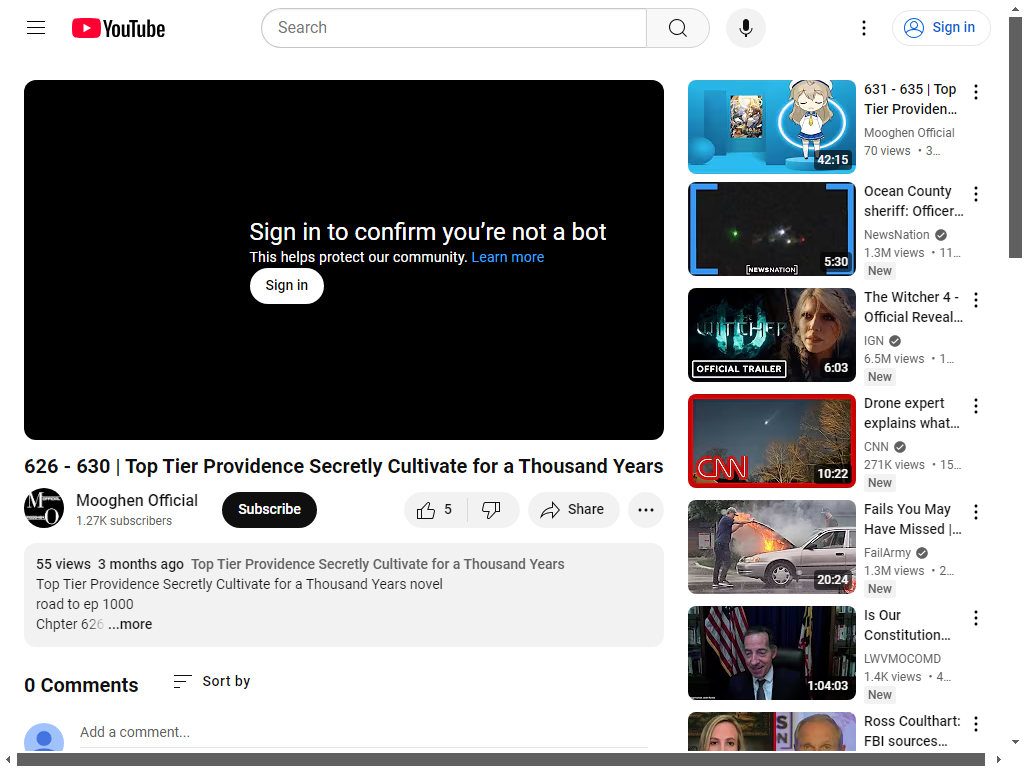 YouTube
Search
Sign in
Sign in to confirm you're not a bot
This helps protect our community. Learn more
Sign in
626 - 630 | Top Tier Providence Secretly Cultivate for a Thousand Years
Mooghen Official
1.27K subscribers
Subscribe
5
Share
55 views 3 months ago Top Tier Providence Secretly Cultivate for a Thousand Years
Top Tier Providence Secretly Cultivate for a Thousand Years novel
road to ep 1000
Chpter 626 ...more
0 Comments
Sort by
Add a comment...
42:15
631 - 635 | Top
Tier Providen...
Mooghen Official
70 views • 3...
NEWSNATION
5:30
Ocean County
sheriff: Officer...
NewsNation
1.3M views • 11...
New
THE
WITCHER
OFFICIAL TRAILER
6:03
The Witcher 4 -
Official Reveal...
IGN
6.5M views • 1...
New
CNN
10:22
Drone expert
explains what...
CNN
271K views • 15...
New
20:24
Fails You May
Have Missed |...
FailArmy
1.3M views • 2...
New
1:04:03
Is Our
Constitution...
LWVMOCOMD
1.4K views • 4...
New
Ross Coulthart:
FBI sources...